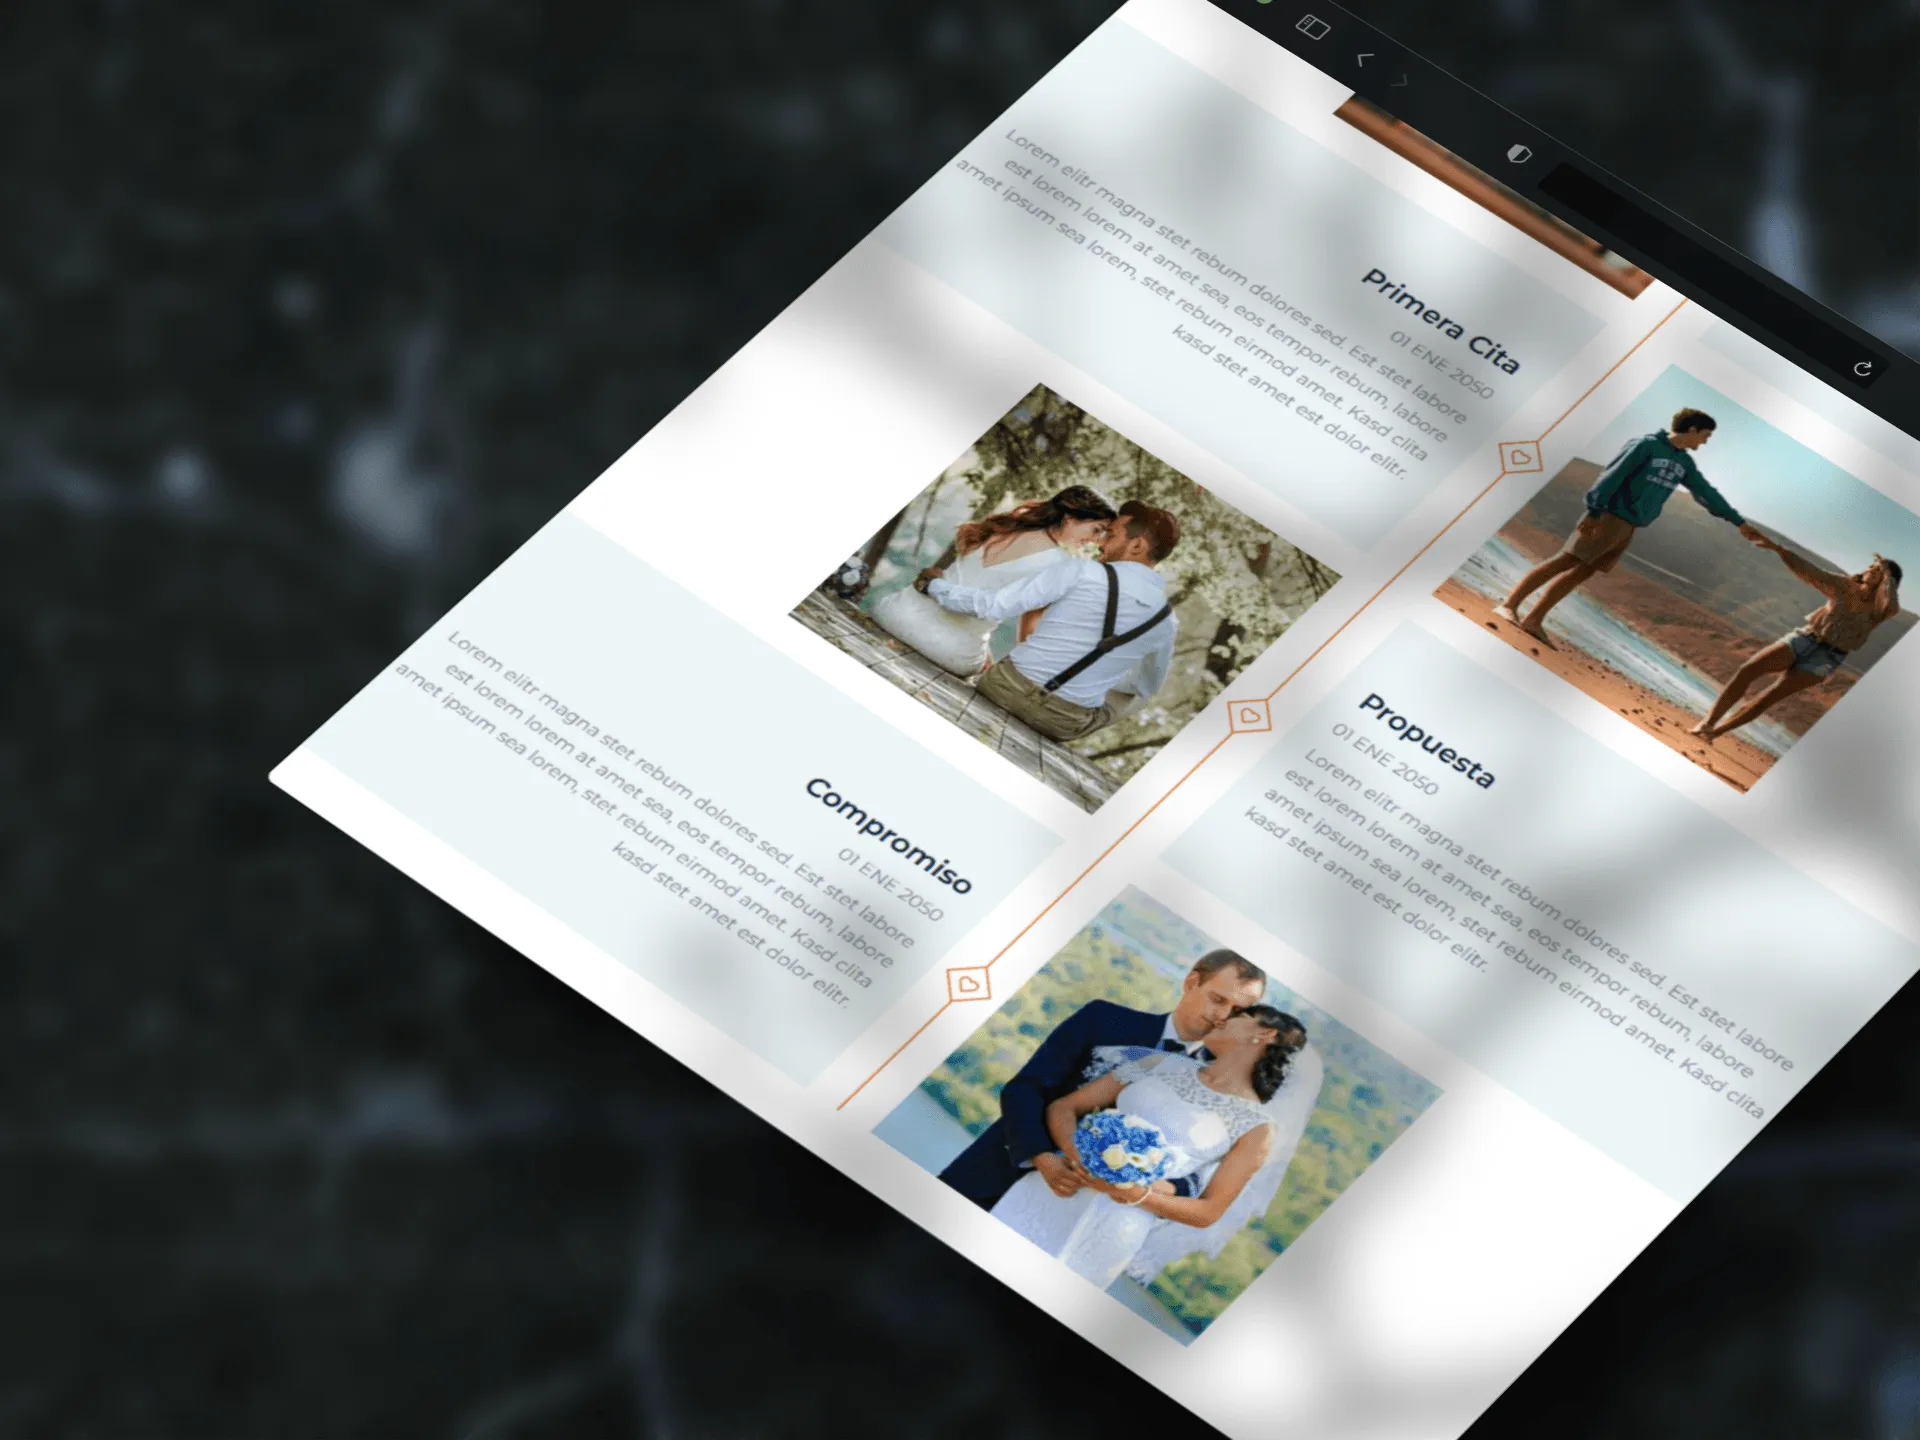 Primera Cita
01 ENE 2050
Lorem elitr magna stet rebum dolores sed. Est stet labore
est lorem lorem at amet sea, eos tempor rebum, labore
amet ipsum sea lorem, stet rebum eirmod amet. Kasd clita
kasd stet amet est dolor elitr.
Propuesta
01 ENE 2050
Lorem elitr magna stet rebum dolores sed. Est stet labore
est lorem lorem at amet sea, eos tempor rebum, labore
amet ipsum sea lorem, stet rebum eirmod amet. Kasd clita
kasd stet amet est dolor elitr.
Compromiso
01 ENE 2050
Lorem elitr magna stet rebum dolores sed. Est stet labore
est lorem lorem at amet sea, eos tempor rebum, labore
amet ipsum sea lorem, stet rebum eirmod amet. Kasd clita
kasd stet amet est dolor elitr.